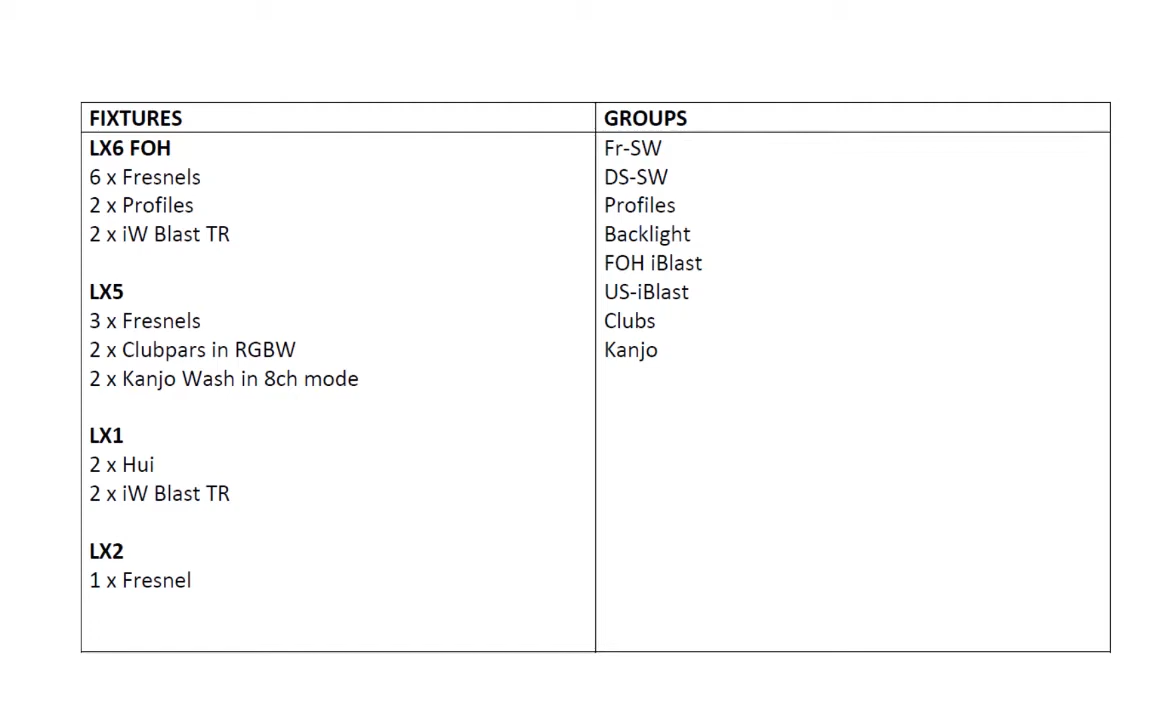 FIXTURES
GROUPS
LX6 FOH
6 x Fresnels
2 x Profiles
2 x iW Blast TR
LX5
3 x Fresnels
2 x Clubpars in RGBW
2 x Kanjo Wash in 8ch mode
LX1
2 x Hui
2 x iW Blast TR
LX2
1 x Fresnel
Fr-SW
DS-SW
Profiles
Backlight
FOH iBlast
US-iBlast
Clubs
Kanjo